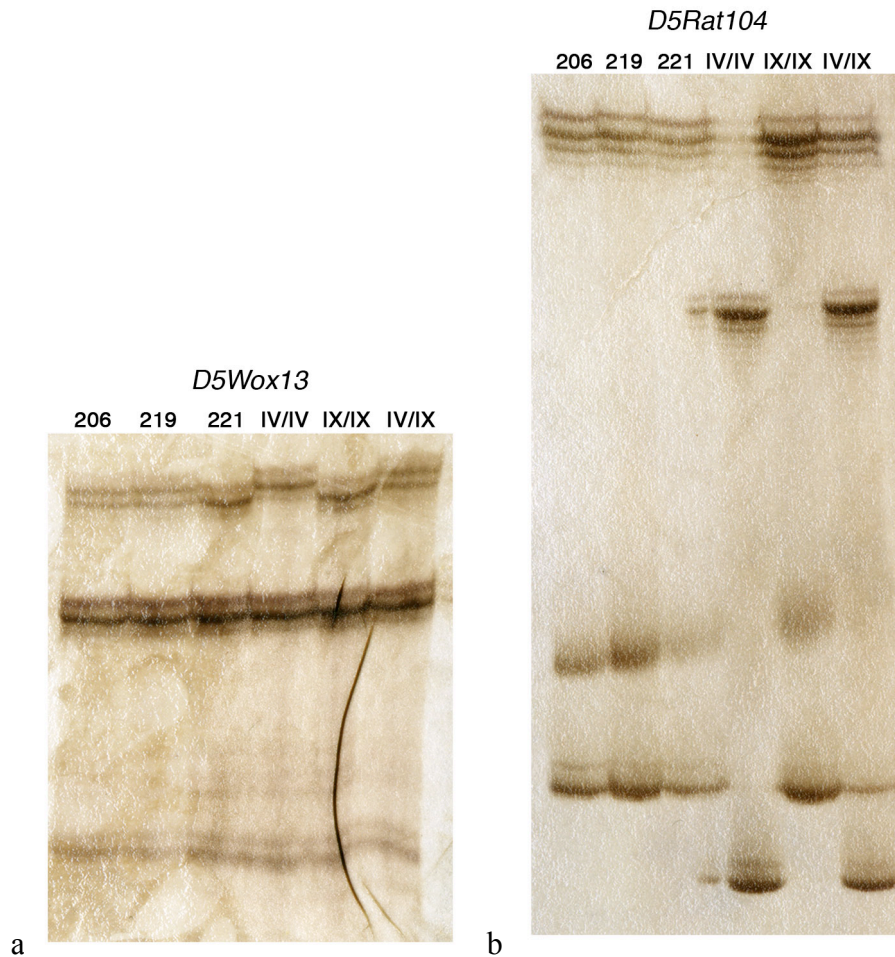 D5Rat104
206 219 221 IV/IV IX/IX IV/IX
D5Wox13
206 219 221 IV/IV IX/IX IV/IX
a
b